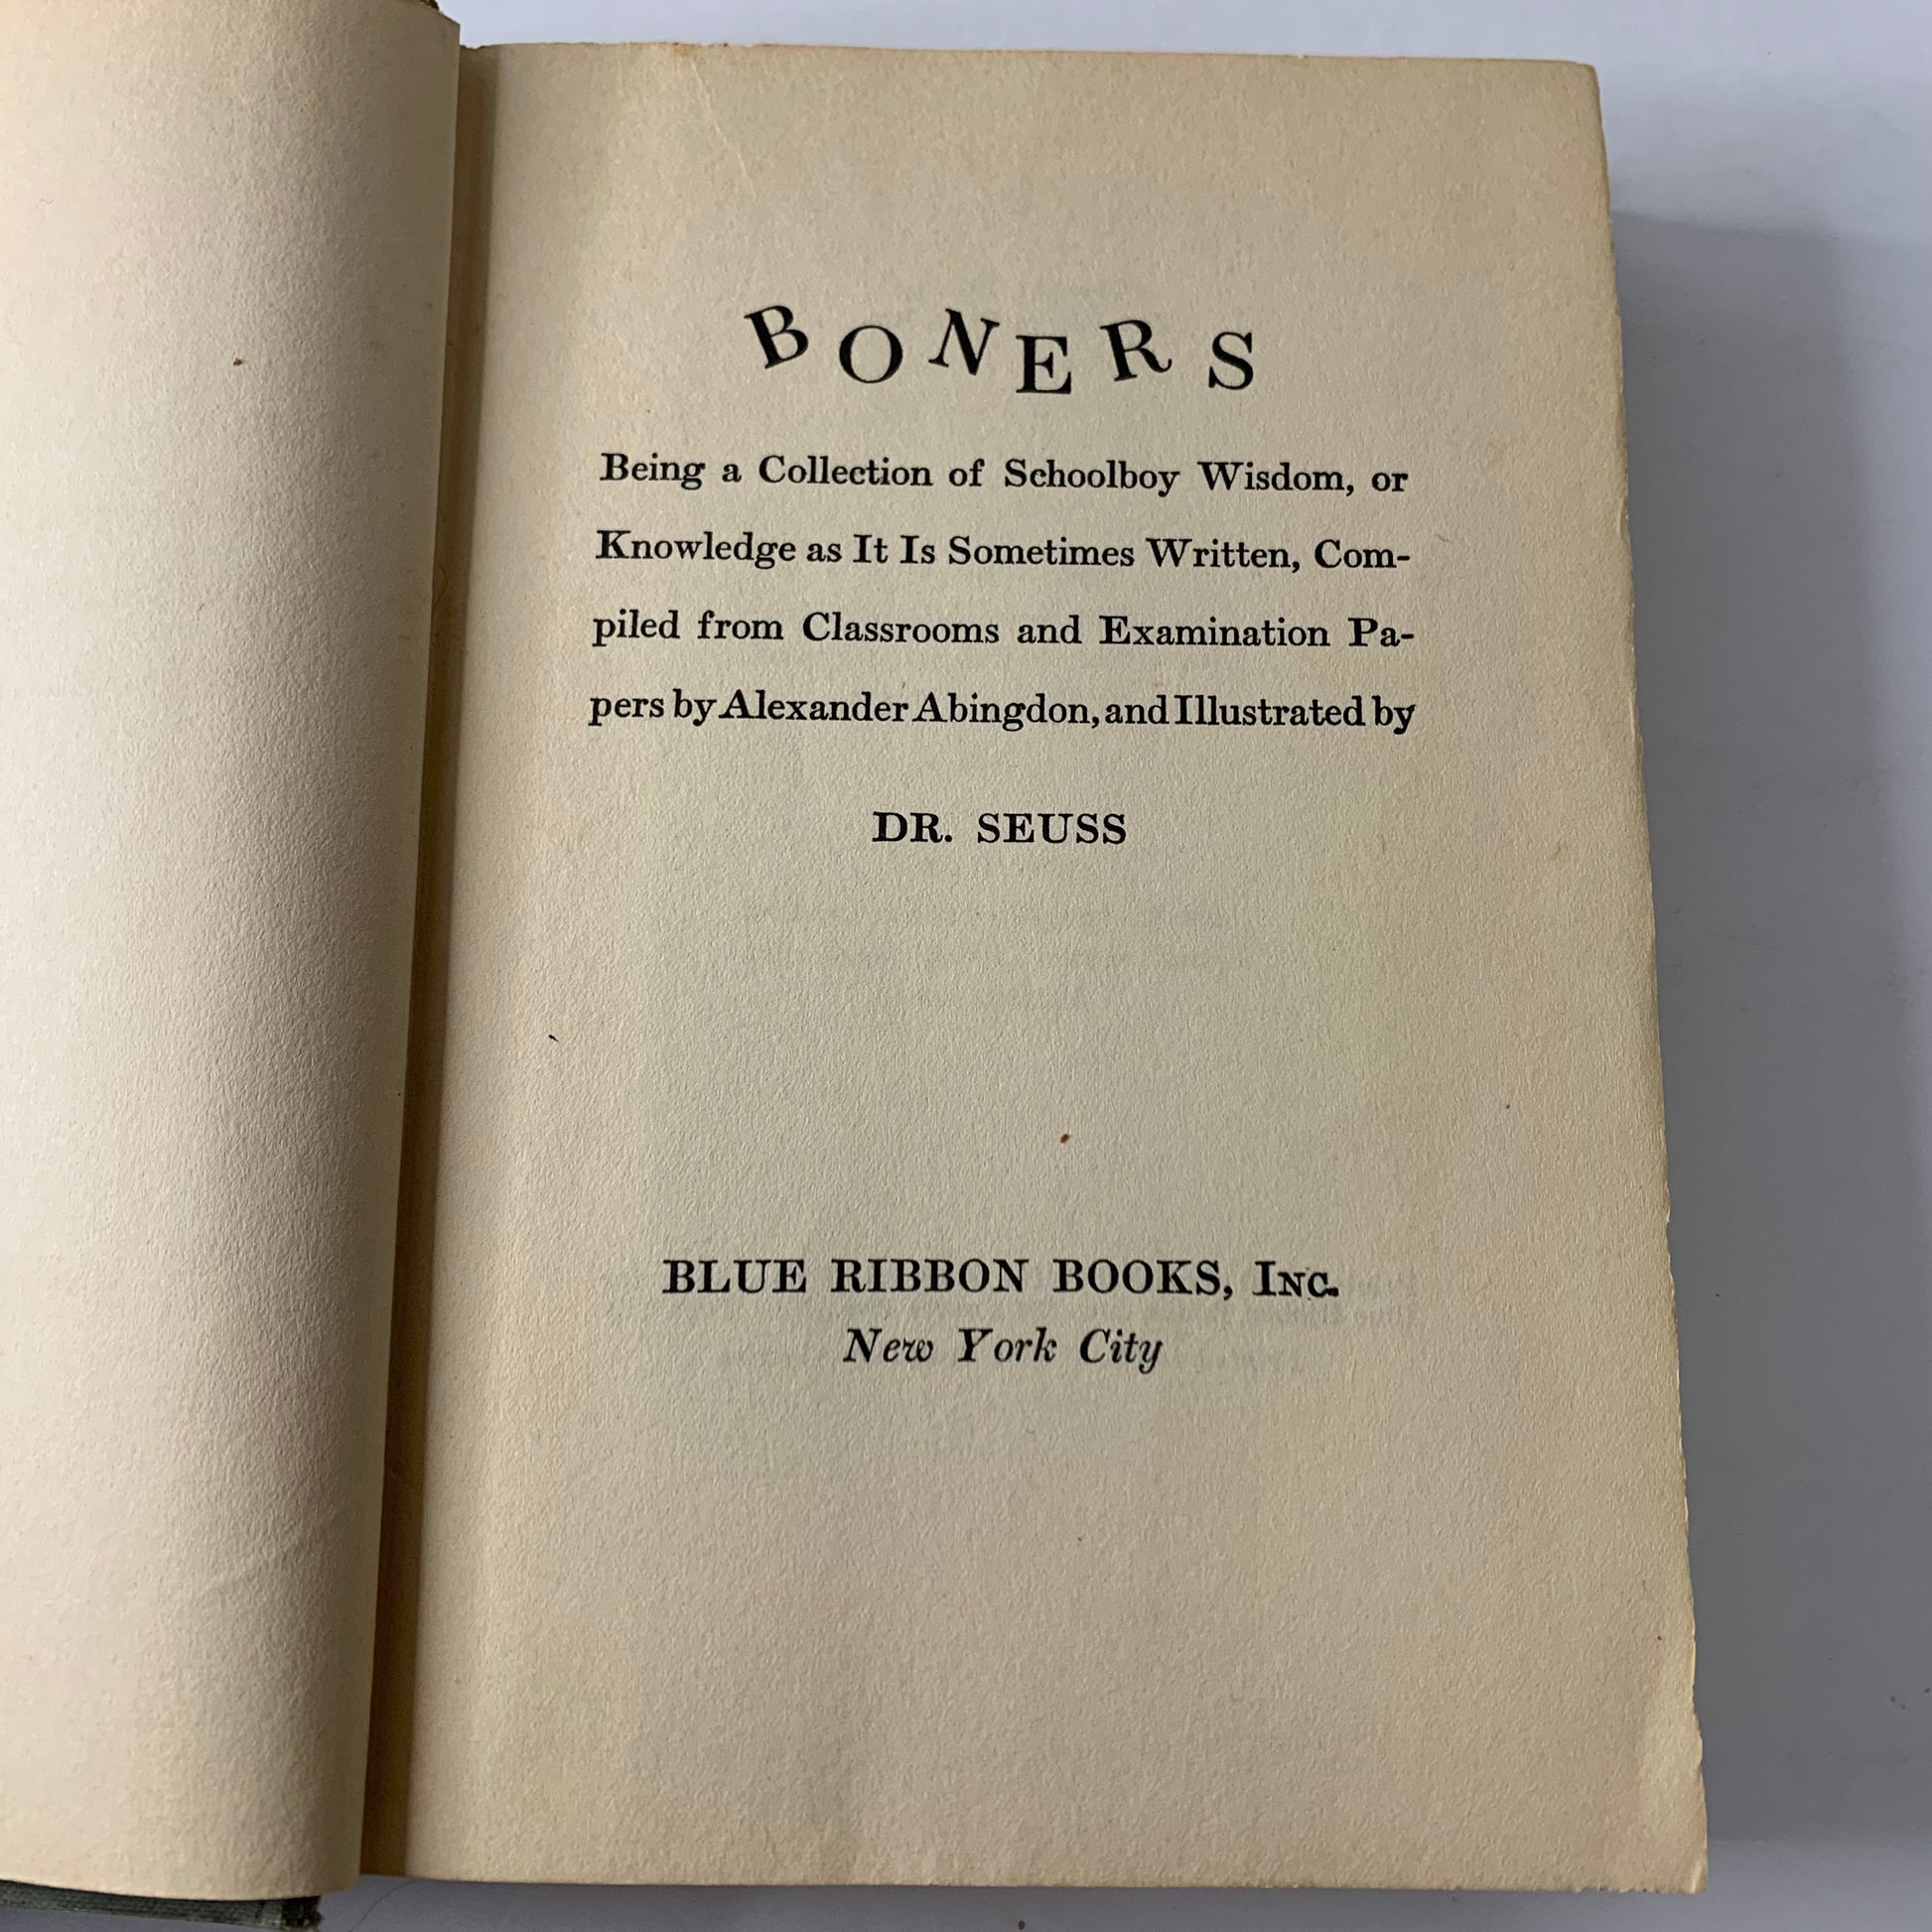 BONERS
Being a Collection of Schoolboy Wisdom, or
Knowledge as It Is Sometimes Written, Com-
piled from Classrooms and Examination Pa-
pers by Alexander Abingdon, and Illustrated by
DR. SEUSS
BLUE RIBBON BOOKS, INC.
New York City